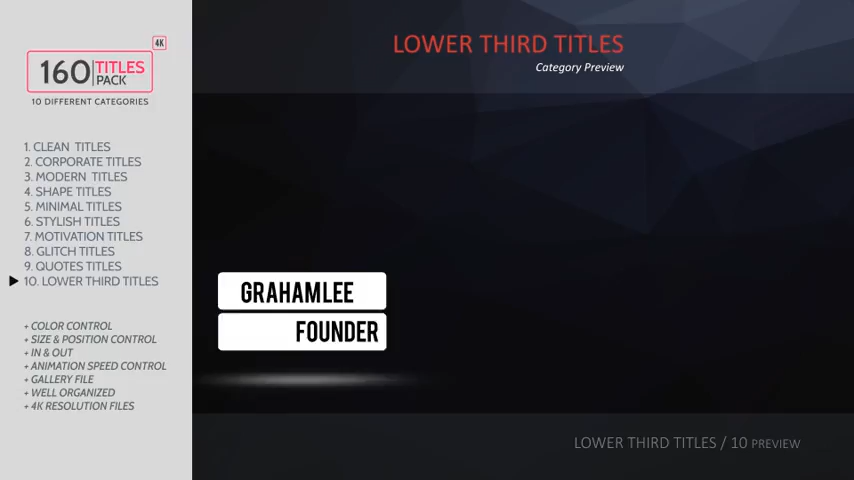 4K
160 TITLES
PACK
10 DIFFERENT CATEGORIES
1. CLEAN TITLES
2. CORPORATE TITLES
3. MODERN TITLES
4. SHAPE TITLES
5. MINIMAL TITLES
6. STYLISH TITLES
7. MOTIVATION TITLES
8. GLITCH TITLES
9. QUOTES TITLES
10. LOWER THIRD TITLES
+ COLOR CONTROL
+ SIZE & POSITION CONTROL
+ IN & OUT
+ ANIMATION SPEED CONTROL
+ GALLERY FILE
+ WELL ORGANIZED
+ 4K RESOLUTION FILES
LOWER THIRD TITLES
Category Preview
GRAHAMLEE
FOUNDER
LOWER THIRD TITLES / 10 PREVIEW